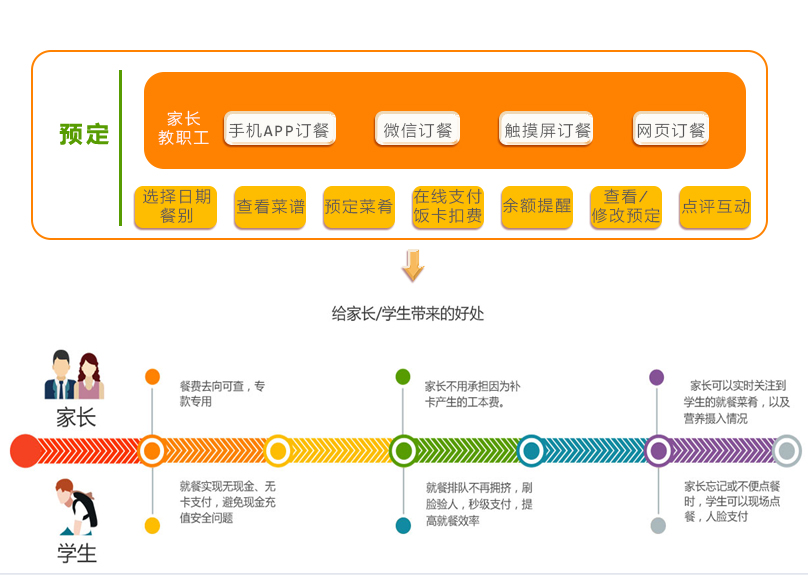 预定
家长
教职工
手机APP订餐
微信订餐
触摸屏订餐
网页订餐
选择日期
餐别
查看菜谱
预定菜肴
在线支付
饭卡扣费
余额提醒
查看/
修改预定
点评互动
给家长/学生带来的好处
家长
餐费去向可查，专
款专用
家长不用承担因为补
卡产生的工本费。
家长可以实时关注到
学生的就餐菜肴，以及
营养摄入情况
学生
就餐实现无现金、无
卡支付，避免现金充
值安全问题
就餐排队不再拥挤，刷
脸验人，秒级支付，提
高就餐效率
家长忘记或不便点餐
时，学生可以现场点
餐，人脸支付